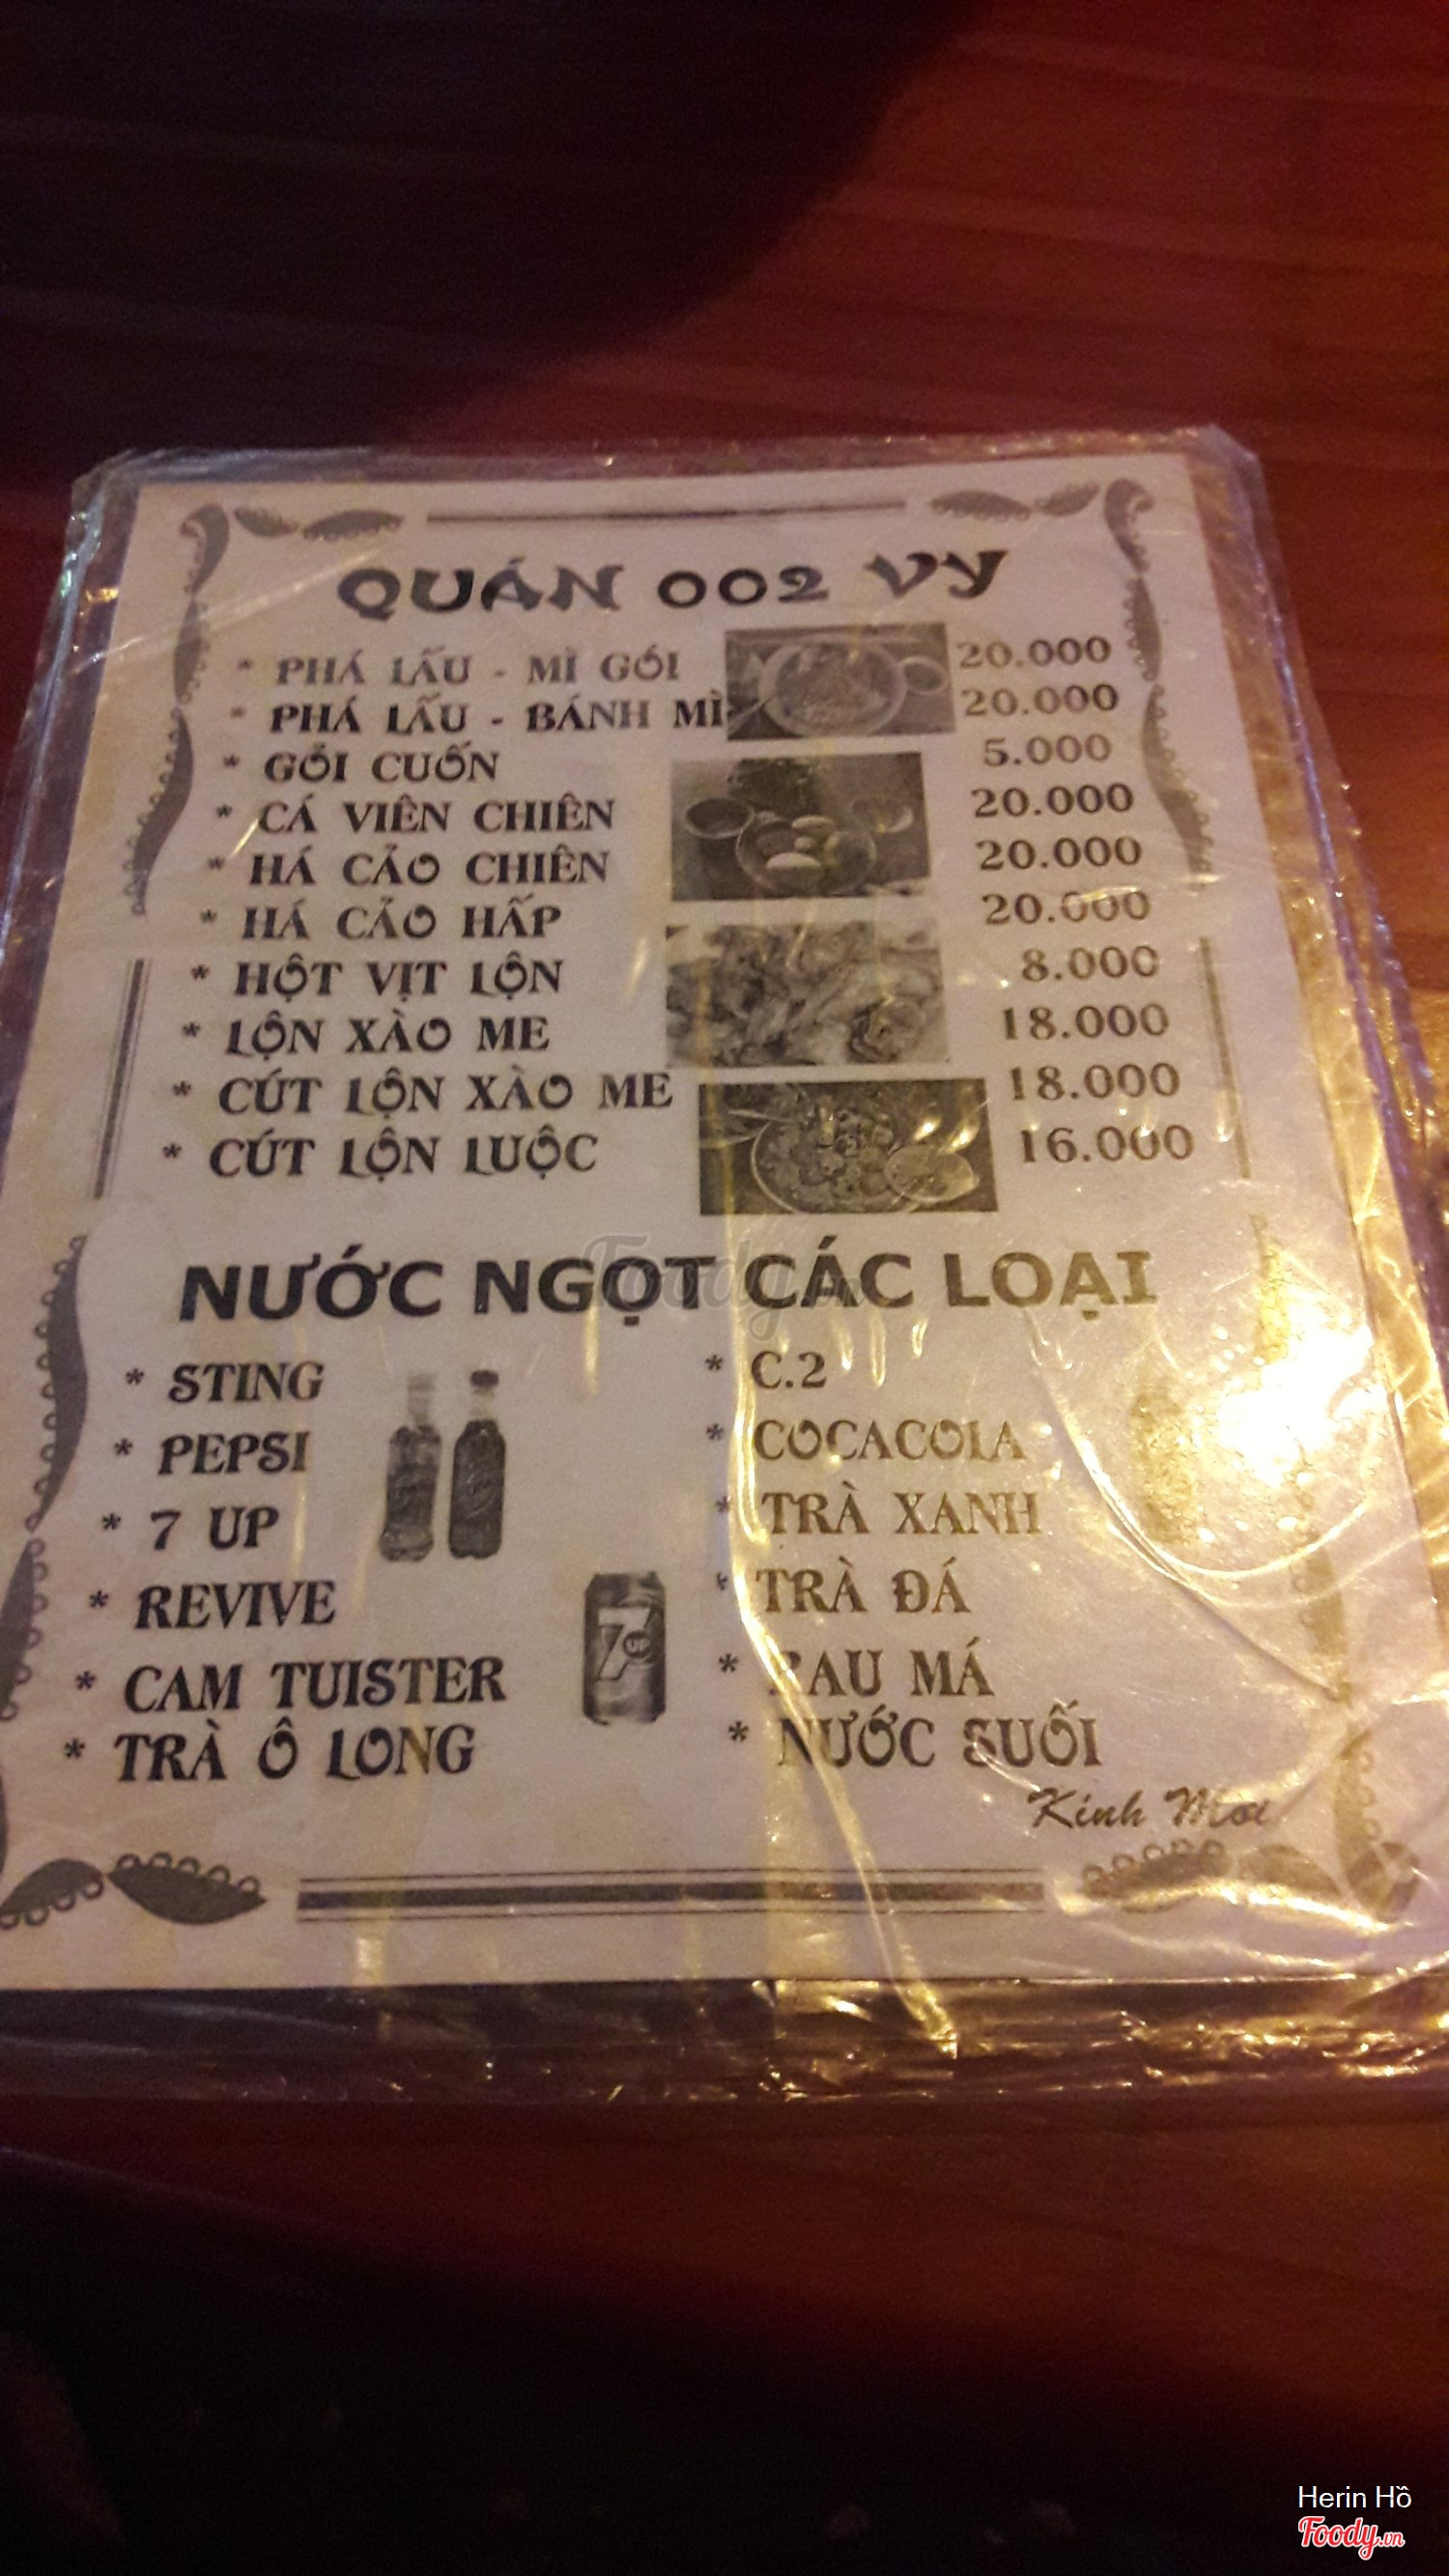 QUÁN 002 VY
* PHÁ LẤU - MÌ GÓI 20.000
* PHÁ LẤU - BÁNH MÌ 20.000
* GỎI CUỐN 5.000
* CÁ VIÊN CHIÊN 20.000
* HÁ CẢO CHIÊN 20.000
* HÁ CẢO HẤP 20.000
* HỘT VỊT LỘN 8.000
* LỘN XÀO ME 18.000
* CÚT LỘN XÀO ME 18.000
* CÚT LỘN LUỘC 16.000
NƯỚC NGỌT CÁC LOẠI
* STING
* PEPSI
* 7 UP
* REVIVE
* CAM TUISTER
* TRÀ Ô LONG
* C.2
* COCACOLA
* TRÀ XANH
* TRÀ ĐÁ
* RAU MÁ
* NƯỚC SUỐI
7 UP
Kính Mời
Foody.vn
Herin Hồ
Foody.vn